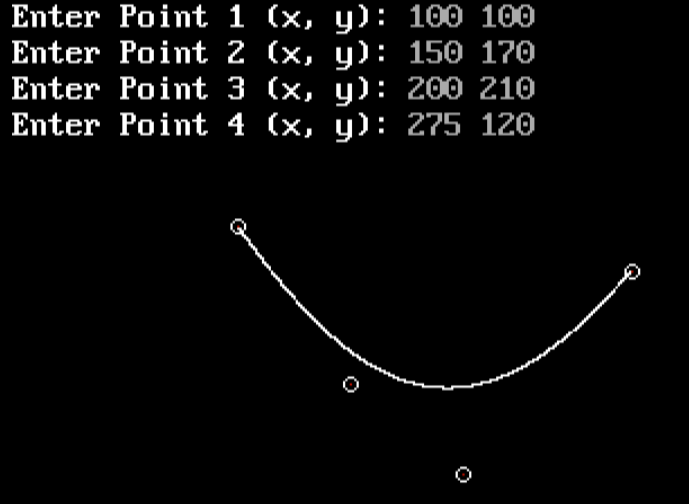 Enter Point 1 (x, y): 100 100
Enter Point 2 (x, y): 150 170
Enter Point 3 (x, y): 200 210
Enter Point 4 (x, y): 275 120